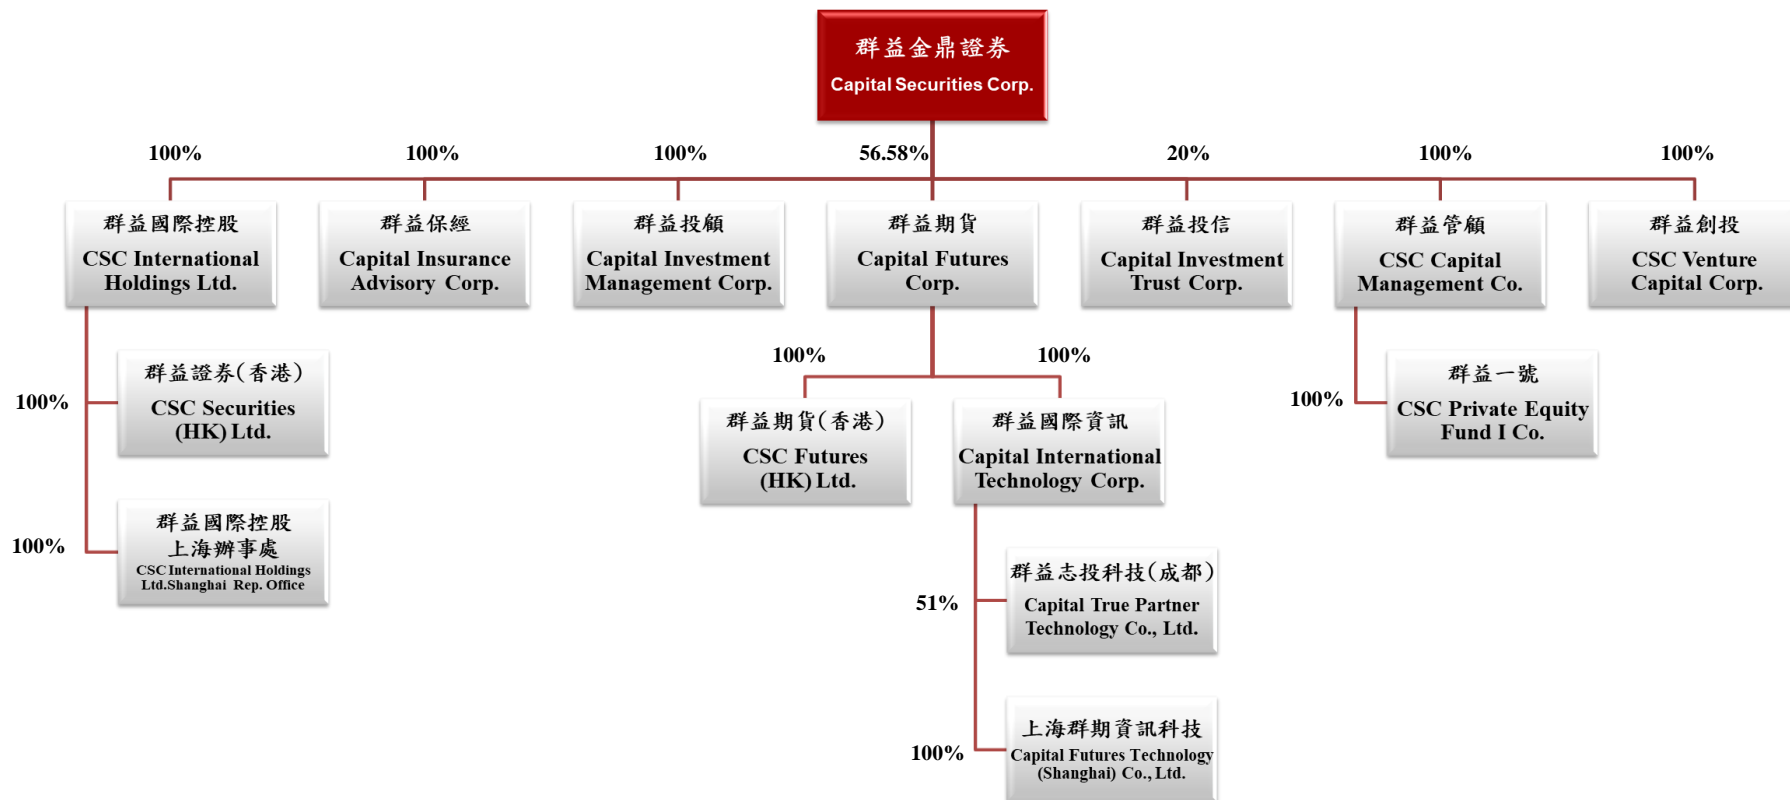 群益金鼎證券
Capital Securities Corp.
100%
100%
100%
56.58%
20%
100%
100%
群益國際控股
CSC International
Holdings Ltd.
群益保經
Capital Insurance
Advisory Corp.
群益投顧
Capital Investment
Management Corp.
群益期貨
Capital Futures
Corp.
群益投信
Capital Investment
Trust Corp.
群益管顧
CSC Capital
Management Co.
群益創投
CSC Venture
Capital Corp.
100%
群益證券(香港)
CSC Securities
(HK) Ltd.
100%
群益國際控股
上海辦事處
CSC International Holdings
Ltd.Shanghai Rep. Office
100%
100%
群益期貨(香港)
CSC Futures
(HK) Ltd.
群益國際資訊
Capital International
Technology Corp.
51%
群益志投科技(成都)
Capital True Partner
Technology Co., Ltd.
100%
上海群期資訊科技
Capital Futures Technology
(Shanghai) Co., Ltd.
100%
群益一號
CSC Private Equity
Fund I Co.